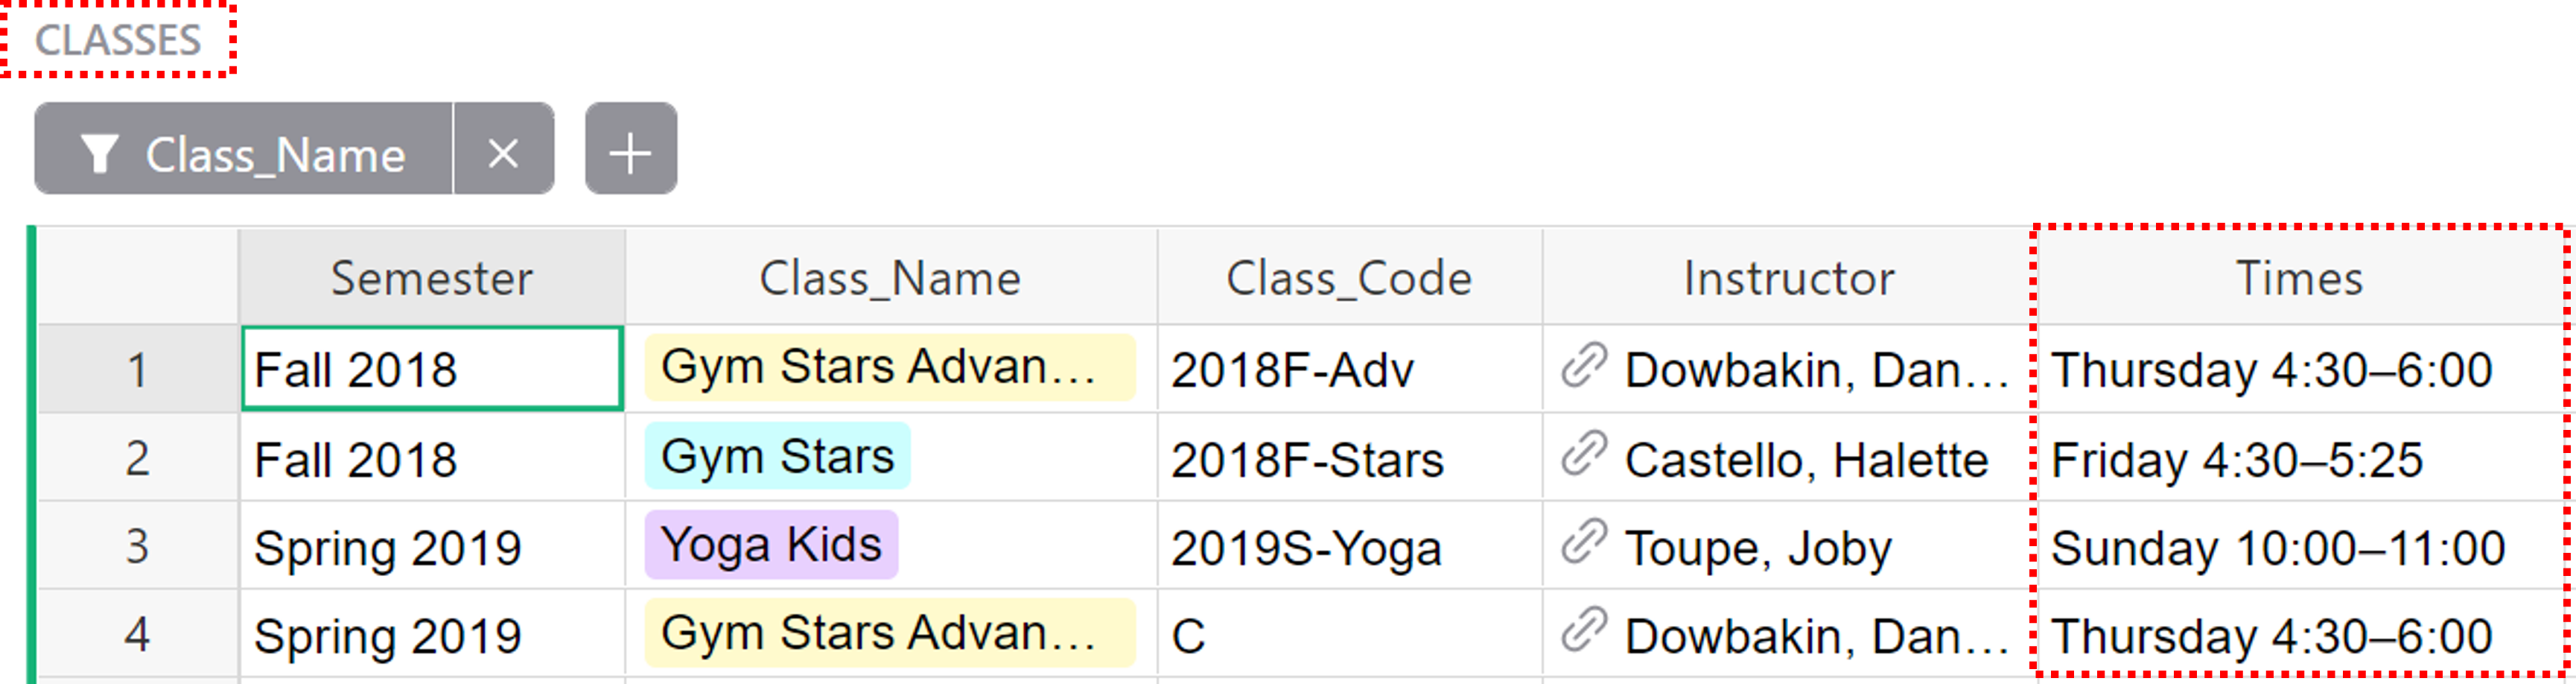 CLASSES
Class_Name
Semester Class_Name Class_Code Instructor Times
1 Fall 2018 Gym Stars Advan... 2018F-Adv Dowbakin, Dan... Thursday 4:30–6:00
2 Fall 2018 Gym Stars 2018F-Stars Castello, Halette Friday 4:30–5:25
3 Spring 2019 Yoga Kids 2019S-Yoga Toupe, Joby Sunday 10:00–11:00
4 Spring 2019 Gym Stars Advan... C Dowbakin, Dan... Thursday 4:30–6:00